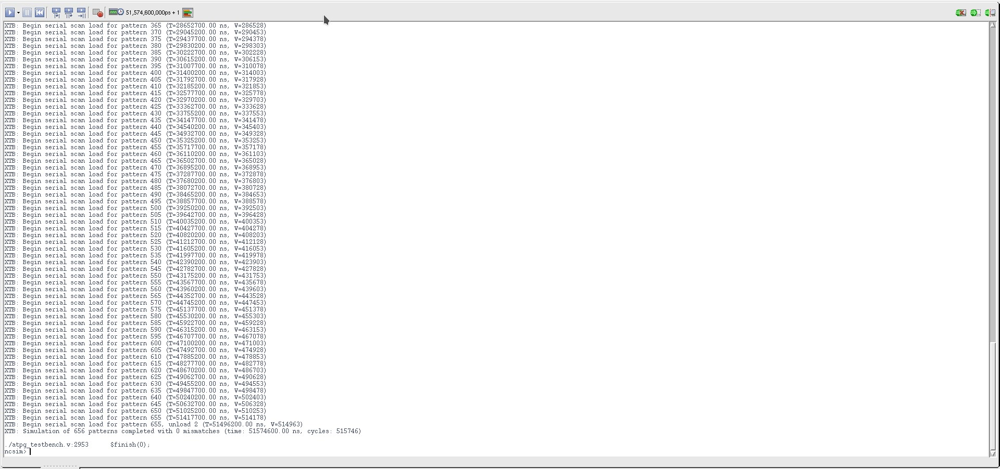 51,574,600,000ps + 1
XTB: Begin serial scan load for pattern 365 (T=28652700.00 ns, V=286528)
XTB: Begin serial scan load for pattern 370 (T=29045200.00 ns, V=290453)
XTB: Begin serial scan load for pattern 375 (T=29437700.00 ns, V=294378)
XTB: Begin serial scan load for pattern 380 (T=29830200.00 ns, V=298303)
XTB: Begin serial scan load for pattern 385 (T=30222700.00 ns, V=302228)
XTB: Begin serial scan load for pattern 390 (T=30615200.00 ns, V=306153)
XTB: Begin serial scan load for pattern 395 (T=31007700.00 ns, V=310078)
XTB: Begin serial scan load for pattern 400 (T=31400200.00 ns, V=314003)
XTB: Begin serial scan load for pattern 405 (T=31792700.00 ns, V=317928)
XTB: Begin serial scan load for pattern 410 (T=32185200.00 ns, V=321853)
XTB: Begin serial scan load for pattern 415 (T=32577700.00 ns, V=325778)
XTB: Begin serial scan load for pattern 420 (T=32970200.00 ns, V=329703)
XTB: Begin serial scan load for pattern 425 (T=33362700.00 ns, V=333628)
XTB: Begin serial scan load for pattern 430 (T=33755200.00 ns, V=337553)
XTB: Begin serial scan load for pattern 435 (T=34147700.00 ns, V=341478)
XTB: Begin serial scan load for pattern 440 (T=34540200.00 ns, V=345403)
XTB: Begin serial scan load for pattern 445 (T=34932700.00 ns, V=349328)
XTB: Begin serial scan load for pattern 450 (T=35325200.00 ns, V=353253)
XTB: Begin serial scan load for pattern 455 (T=35717700.00 ns, V=357178)
XTB: Begin serial scan load for pattern 460 (T=36110200.00 ns, V=361103)
XTB: Begin serial scan load for pattern 465 (T=36502700.00 ns, V=365028)
XTB: Begin serial scan load for pattern 470 (T=36895200.00 ns, V=368953)
XTB: Begin serial scan load for pattern 475 (T=37287700.00 ns, V=372878)
XTB: Begin serial scan load for pattern 480 (T=37680200.00 ns, V=376803)
XTB: Begin serial scan load for pattern 485 (T=38072700.00 ns, V=380728)
XTB: Begin serial scan load for pattern 490 (T=38465200.00 ns, V=384653)
XTB: Begin serial scan load for pattern 495 (T=38857700.00 ns, V=388578)
XTB: Begin serial scan load for pattern 500 (T=39250200.00 ns, V=392503)
XTB: Begin serial scan load for pattern 505 (T=39642700.00 ns, V=396428)
XTB: Begin serial scan load for pattern 510 (T=40035200.00 ns, V=400353)
XTB: Begin serial scan load for pattern 515 (T=40427700.00 ns, V=404278)
XTB: Begin serial scan load for pattern 520 (T=40820200.00 ns, V=408203)
XTB: Begin serial scan load for pattern 525 (T=41212700.00 ns, V=412128)
XTB: Begin serial scan load for pattern 530 (T=41605200.00 ns, V=416053)
XTB: Begin serial scan load for pattern 535 (T=41997700.00 ns, V=419978)
XTB: Begin serial scan load for pattern 540 (T=42390200.00 ns, V=423903)
XTB: Begin serial scan load for pattern 545 (T=42782700.00 ns, V=427828)
XTB: Begin serial scan load for pattern 550 (T=43175200.00 ns, V=431753)
XTB: Begin serial scan load for pattern 555 (T=43567700.00 ns, V=435678)
XTB: Begin serial scan load for pattern 560 (T=43960200.00 ns, V=439603)
XTB: Begin serial scan load for pattern 565 (T=44352700.00 ns, V=443528)
XTB: Begin serial scan load for pattern 570 (T=44745200.00 ns, V=447453)
XTB: Begin serial scan load for pattern 575 (T=45137700.00 ns, V=451378)
XTB: Begin serial scan load for pattern 580 (T=45530200.00 ns, V=455303)
XTB: Begin serial scan load for pattern 585 (T=45922700.00 ns, V=459228)
XTB: Begin serial scan load for pattern 590 (T=46315200.00 ns, V=463153)
XTB: Begin serial scan load for pattern 595 (T=46707700.00 ns, V=467078)
XTB: Begin serial scan load for pattern 600 (T=47100200.00 ns, V=471003)
XTB: Begin serial scan load for pattern 605 (T=47492700.00 ns, V=474928)
XTB: Begin serial scan load for pattern 610 (T=47885200.00 ns, V=478853)
XTB: Begin serial scan load for pattern 615 (T=48277700.00 ns, V=482778)
XTB: Begin serial scan load for pattern 620 (T=48670200.00 ns, V=486703)
XTB: Begin serial scan load for pattern 625 (T=49062700.00 ns, V=490628)
XTB: Begin serial scan load for pattern 630 (T=49455200.00 ns, V=494553)
XTB: Begin serial scan load for pattern 635 (T=49847700.00 ns, V=498478)
XTB: Begin serial scan load for pattern 640 (T=50240200.00 ns, V=502403)
XTB: Begin serial scan load for pattern 645 (T=50632700.00 ns, V=506328)
XTB: Begin serial scan load for pattern 650 (T=51025200.00 ns, V=510253)
XTB: Begin serial scan load for pattern 655 (T=51417700.00 ns, V=514178)
XTB: Begin serial scan load for pattern 655, unload 2 (T=51496200.00 ns, V=514963)
XTB: Simulation of 656 patterns completed with 0 mismatches (time: 51574600.00 ns, cycles: 515746)
./atpg_testbench.v:2953 $finish(0);
ncsim>